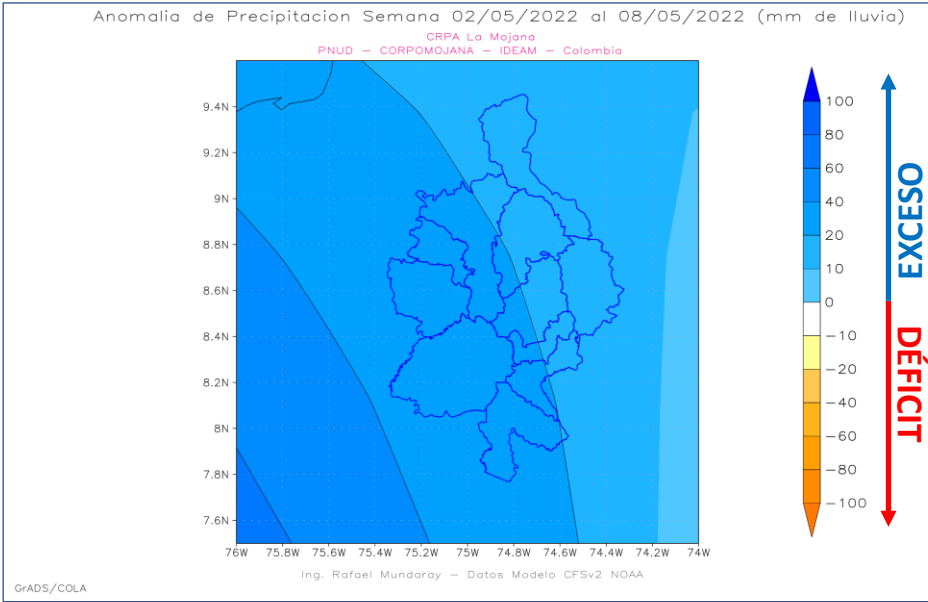 Anomalia de Precipitacion Semana 02/05/2022 al 08/05/2022 (mm de lluvia)
CRPA La Mojana
PNUD – CORPOMOJANA – IDEAM – Colombia
9.4N
9.2N
9N
8.8N
8.6N
8.4N
8.2N
8N
7.8N
7.6N
76W 75.8W 75.6W 75.4W 75.2W 75W 74.8W 74.6W 74.4W 74.2W 74W
100
80
60
40
20
10
0
−10
−20
−40
−60
−80
−100
EXCESO
DÉFICIT
Ing. Rafael Mundaray – Datos Modelo CFSv2 NOAA
GrADS/COLA